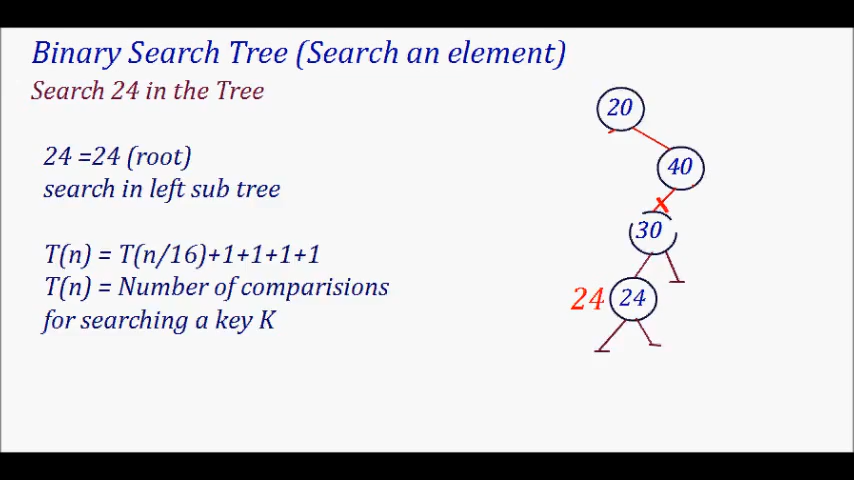 Binary Search Tree (Search an element)
Search 24 in the Tree
24 =24 (root)
search in left sub tree
T(n) = T(n/16)+1+1+1+1
T(n) = Number of comparisions
for searching a key K
20
40
x
30
24 24